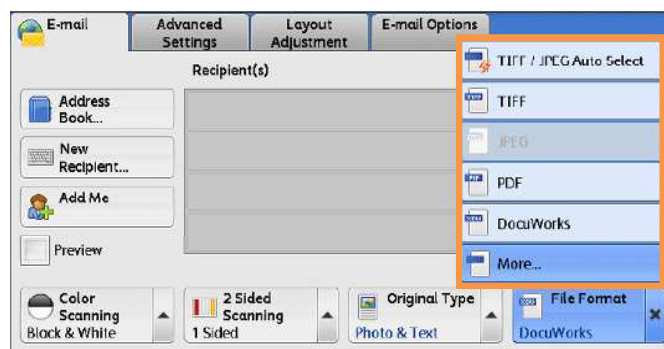 E-mail
Advanced
Settings
Layout
Adjustment
E-mail Options
Recipient(s)
Address
Book...
New
Recipient...
Add Me
Preview
TIFF / JPEG Auto Select
TIFF
JPEG
PDF
DocuWorks
More...
Color
Scanning
Black & White
2 Sided
Scanning
1 Sided
Original Type
Photo & Text
File Format
DocuWorks